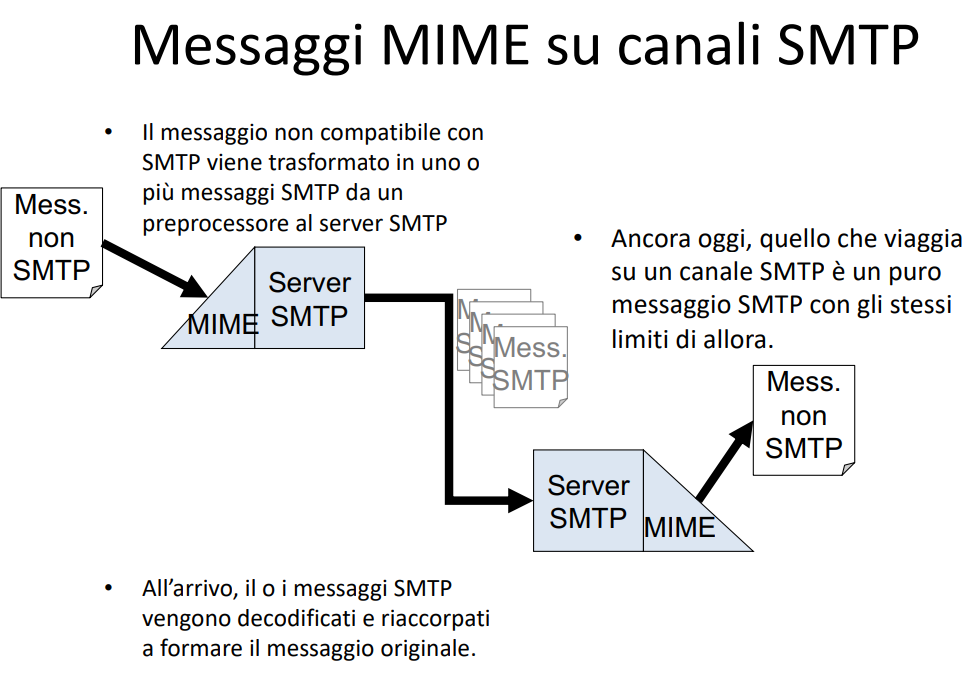 Messaggi MIME su canali SMTP
• Il messaggio non compatibile con
SMTP viene trasformato in uno o
più messaggi SMTP da un
preprocessore al server SMTP
Mess.
non
SMTP
MIME
Server
SMTP
• Ancora oggi, quello che viaggia
su un canale SMTP è un puro
messaggio SMTP con gli stessi
limiti di allora.
M
S
M
S
M
S
Mess.
SMTP
Mess.
non
SMTP
Server
SMTP
MIME
• All’arrivo, il o i messaggi SMTP
vengono decodificati e riaccorpati
a formare il messaggio originale.